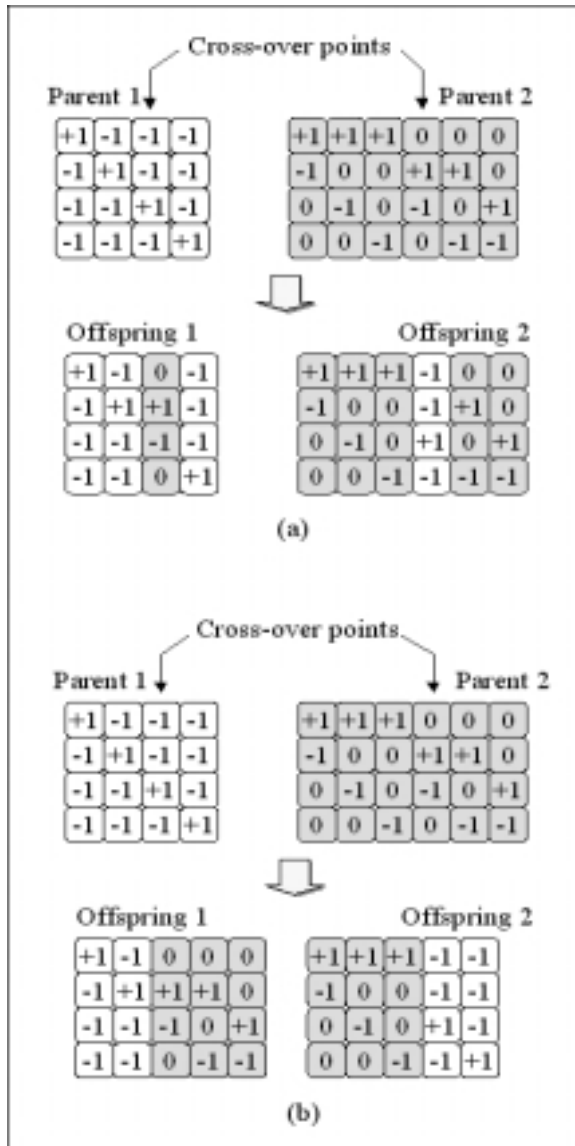 Cross-over points
Parent 1 Parent 2
+1 -1 -1 -1 +1 +1 +1 0 0 0
-1 +1 -1 -1 -1 0 0 +1 +1 0
-1 -1 +1 -1 0 -1 0 -1 0 +1
-1 -1 -1 +1 0 0 -1 0 -1 -1
Offspring 1 Offspring 2
+1 -1 0 -1 +1 +1 +1 -1 0 0
-1 +1 +1 -1 -1 0 0 -1 +1 0
-1 -1 -1 -1 0 -1 0 +1 0 +1
-1 -1 0 +1 0 0 -1 -1 -1 -1
(a)
Cross-over points
Parent 1 Parent 2
+1 -1 -1 -1 +1 +1 +1 0 0 0
-1 +1 -1 -1 -1 0 0 +1 +1 0
-1 -1 +1 -1 0 -1 0 -1 0 +1
-1 -1 -1 +1 0 0 -1 0 -1 -1
Offspring 1 Offspring 2
+1 -1 0 0 0 +1 +1 +1 -1 -1
-1 +1 +1 +1 0 -1 0 0 -1 -1
-1 -1 -1 0 +1 0 -1 0 +1 -1
-1 -1 0 -1 -1 0 0 -1 -1 +1
(b)